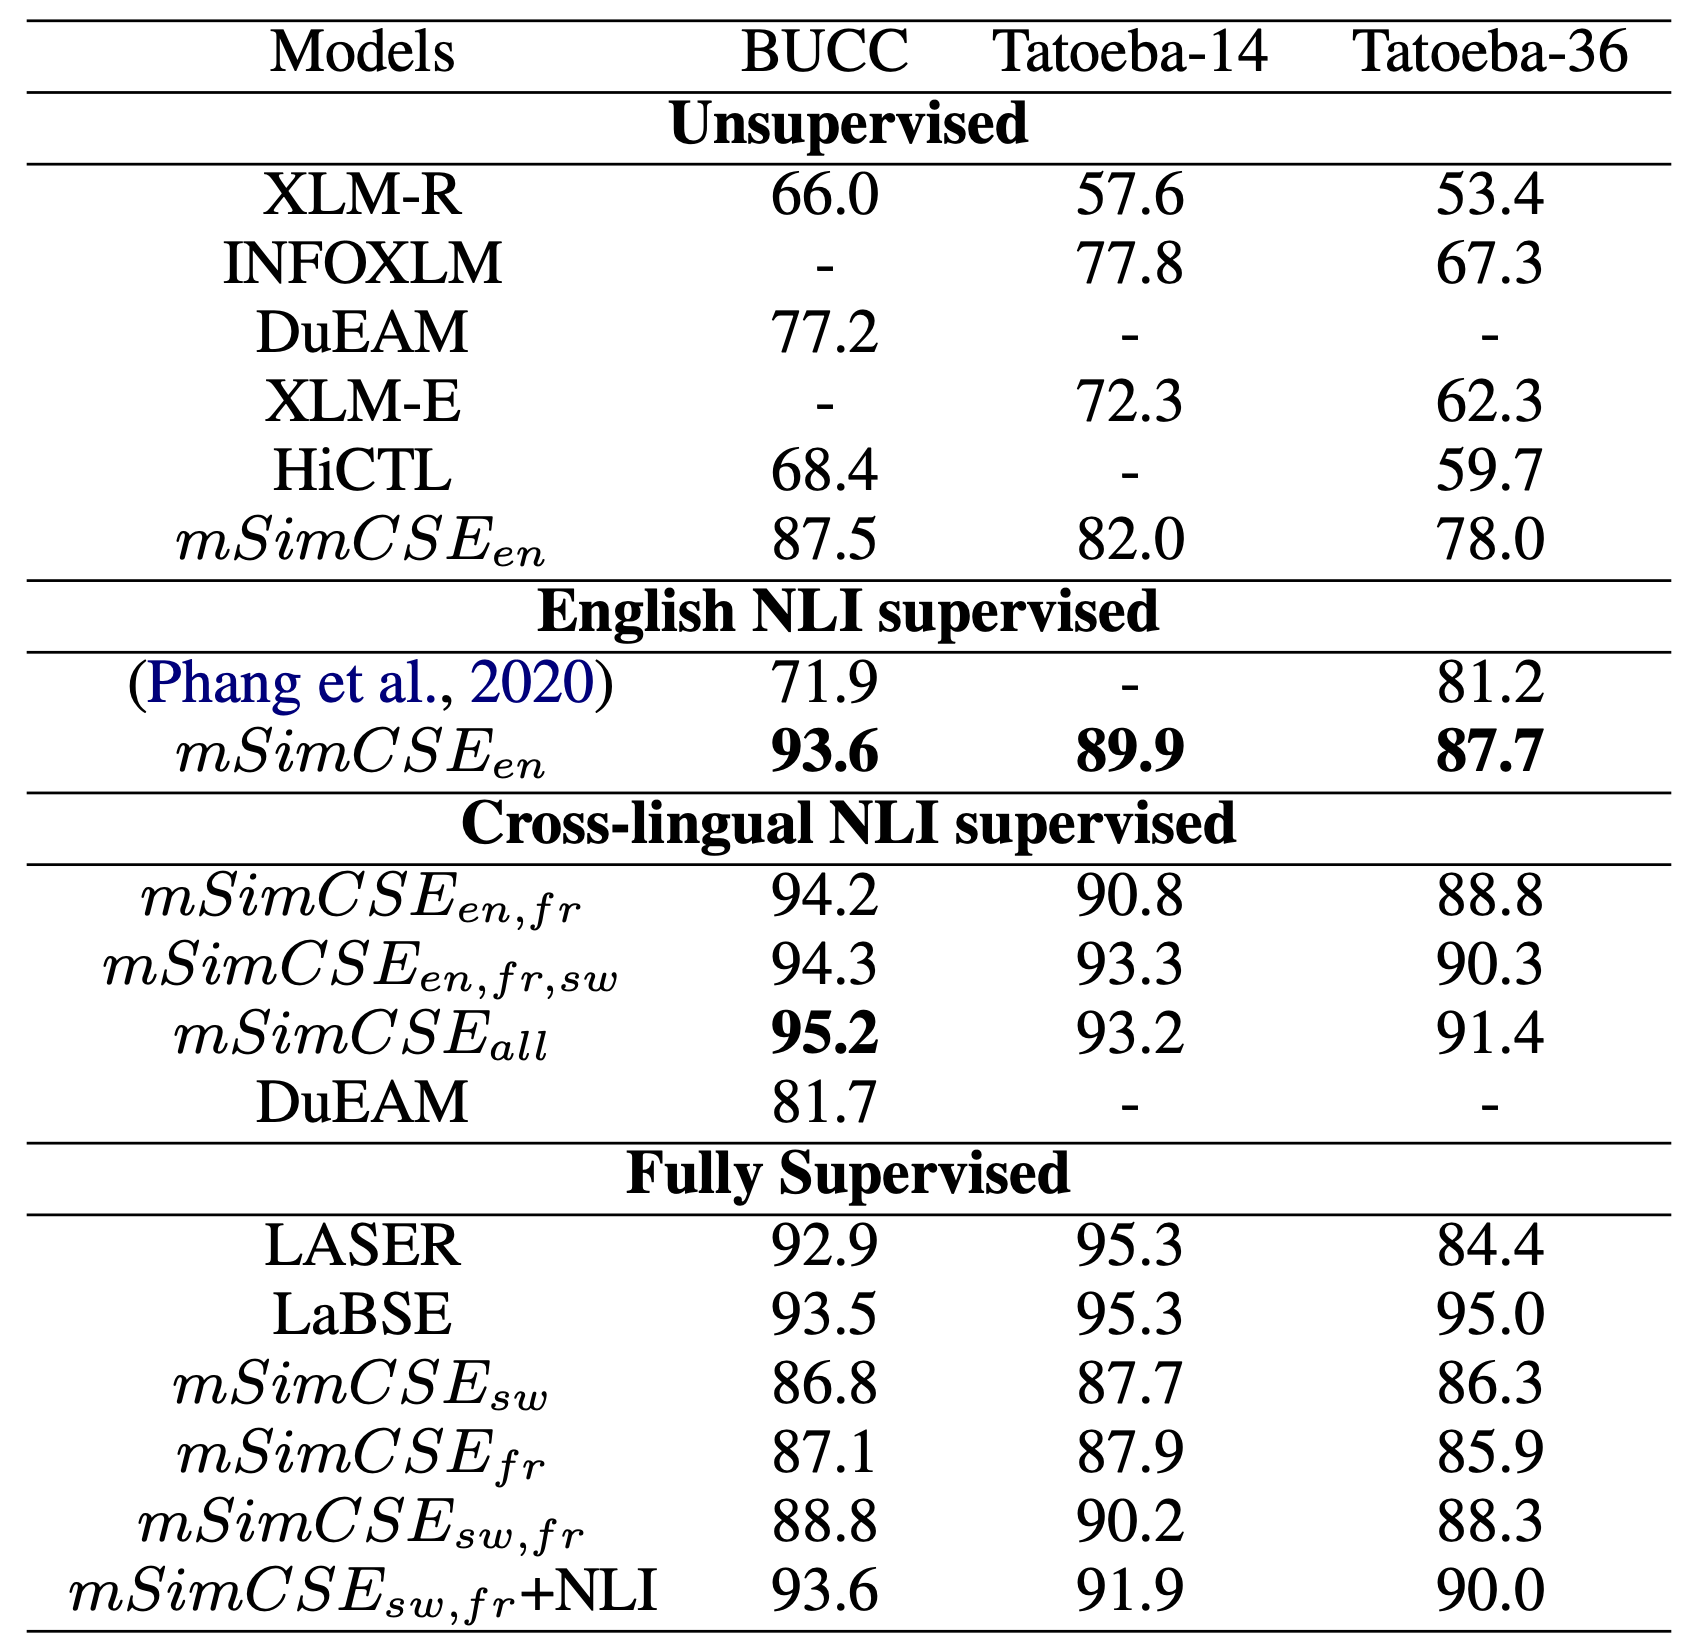 Models BUCC Tatoeba-14 Tatoeba-36
Unsupervised
XLM-R 66.0 57.6 53.4
INFOXLM - 77.8 67.3
DuEAM 77.2 - -
XLM-E - 72.3 62.3
HiCTL 68.4 - 59.7
mSimCSE_en 87.5 82.0 78.0
English NLI supervised
(Phang et al., 2020) 71.9 - 81.2
mSimCSE_en 93.6 89.9 87.7
Cross-lingual NLI supervised
mSimCSE_en,fr 94.2 90.8 88.8
mSimCSE_en,fr,sw 94.3 93.3 90.3
mSimCSE_all 95.2 93.2 91.4
DuEAM 81.7 - -
Fully Supervised
LASER 92.9 95.3 84.4
LaBSE 93.5 95.3 95.0
mSimCSE_sw 86.8 87.7 86.3
mSimCSE_fr 87.1 87.9 85.9
mSimCSE_sw,fr 88.8 90.2 88.3
mSimCSE_sw,fr+NLI 93.6 91.9 90.0